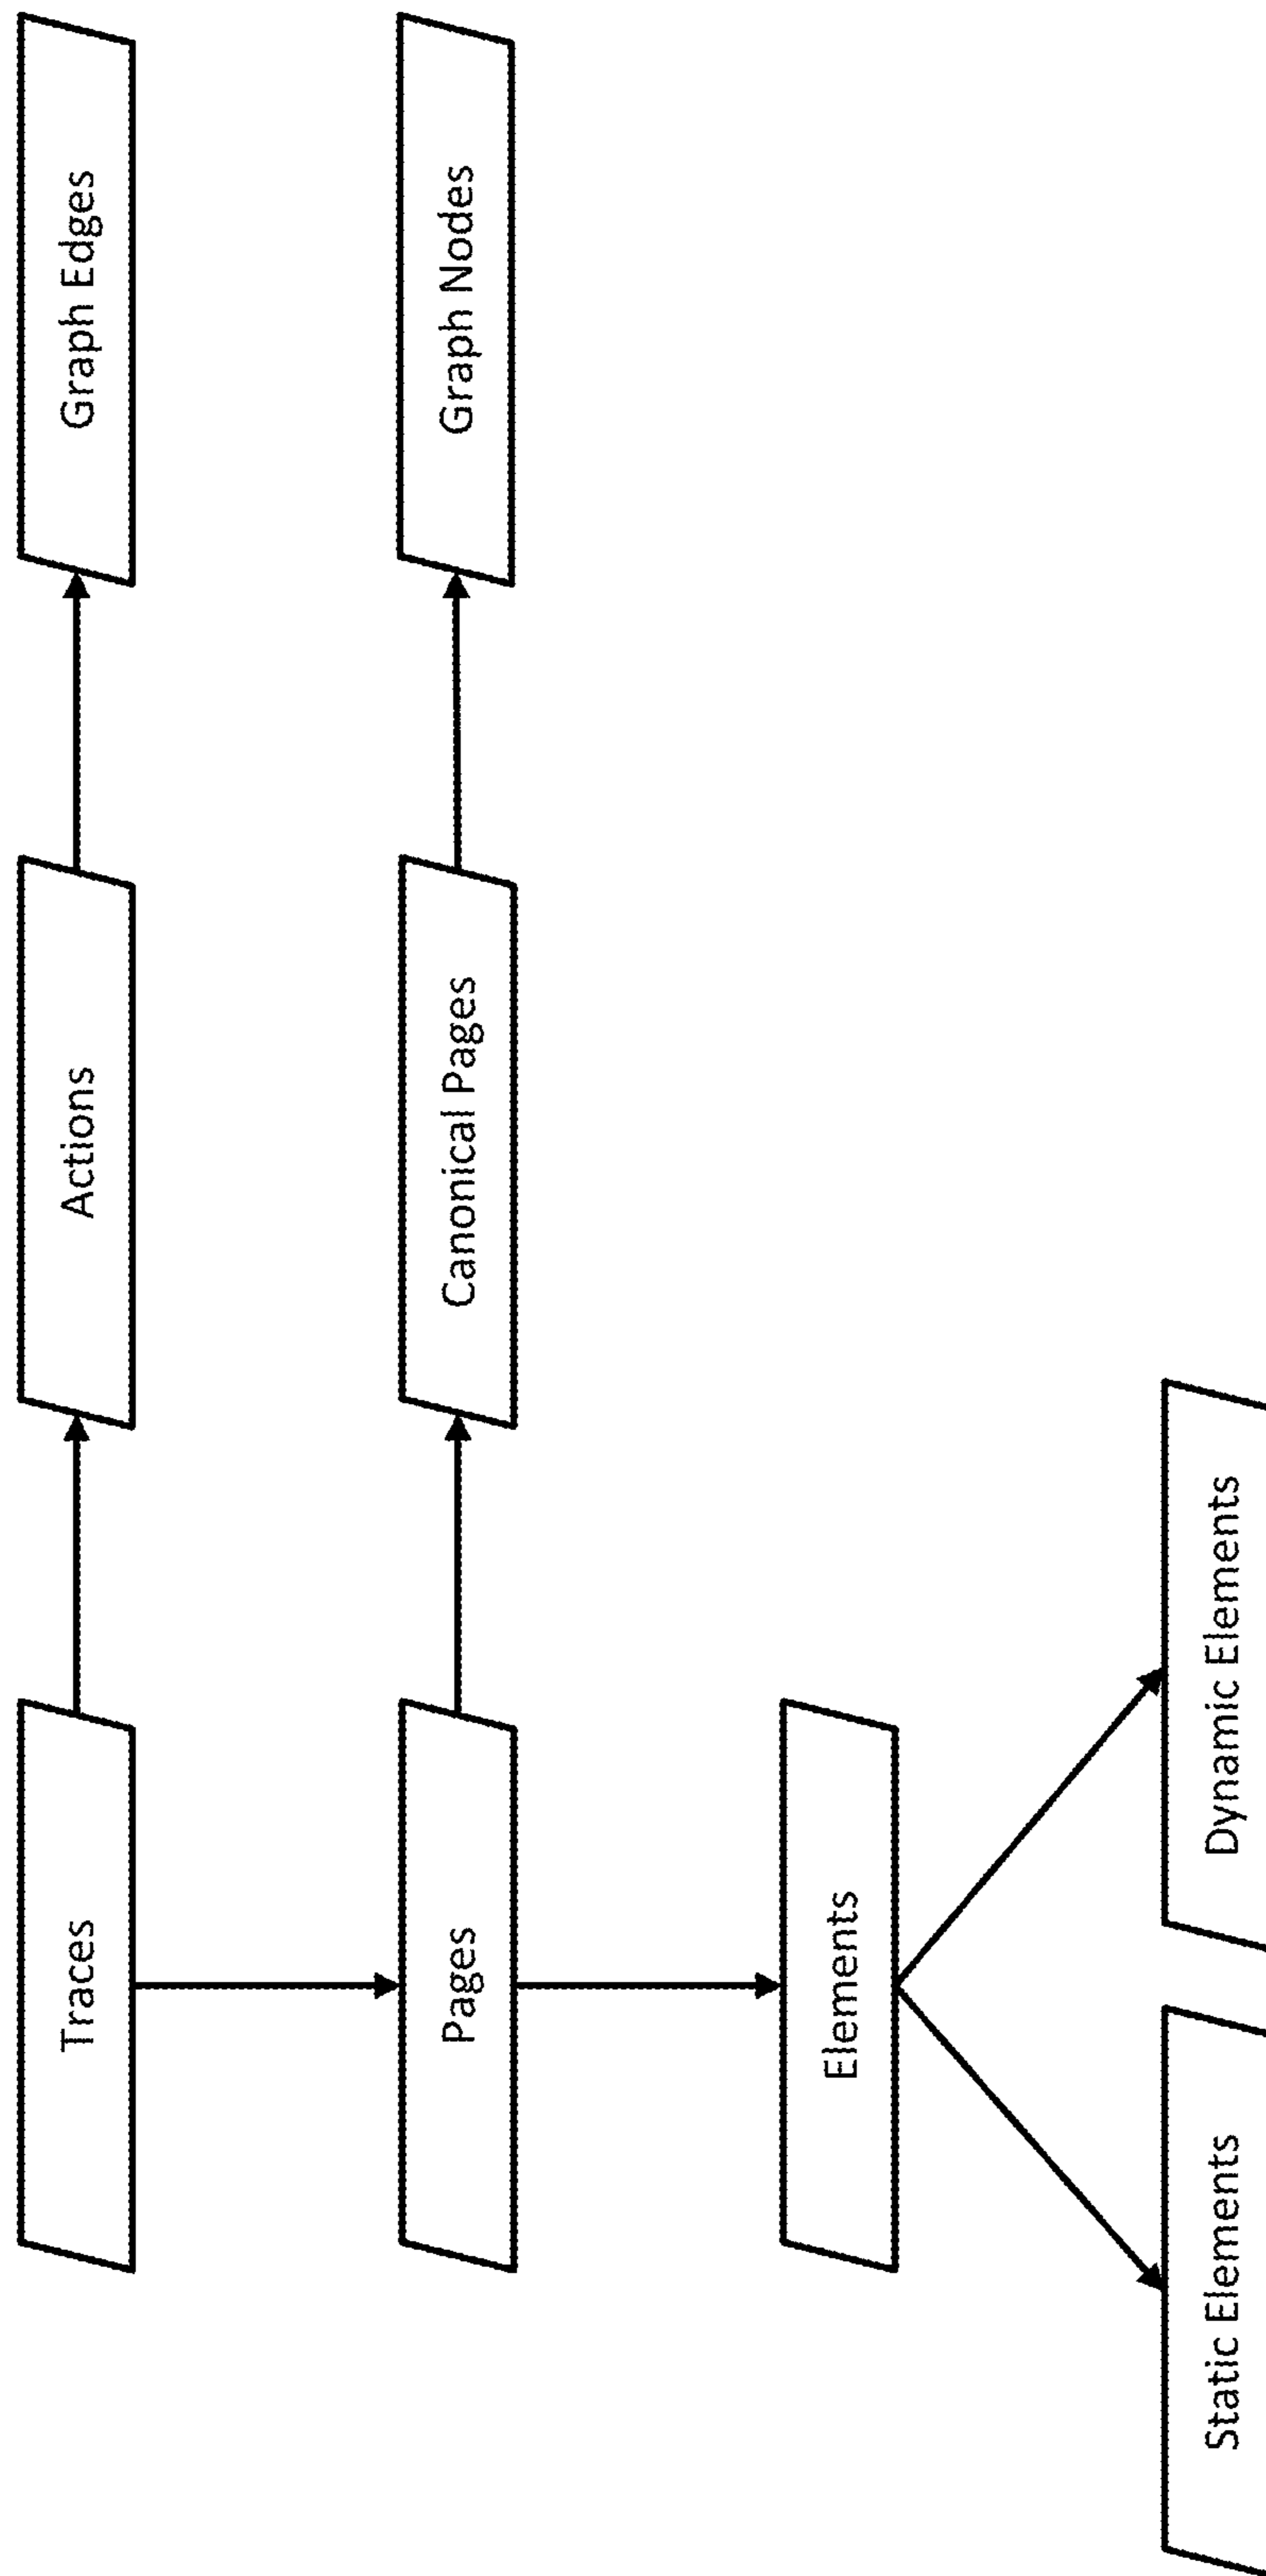 Traces
Actions
Graph Edges
Pages
Canonical Pages
Graph Nodes
Elements
Static Elements
Dynamic Elements